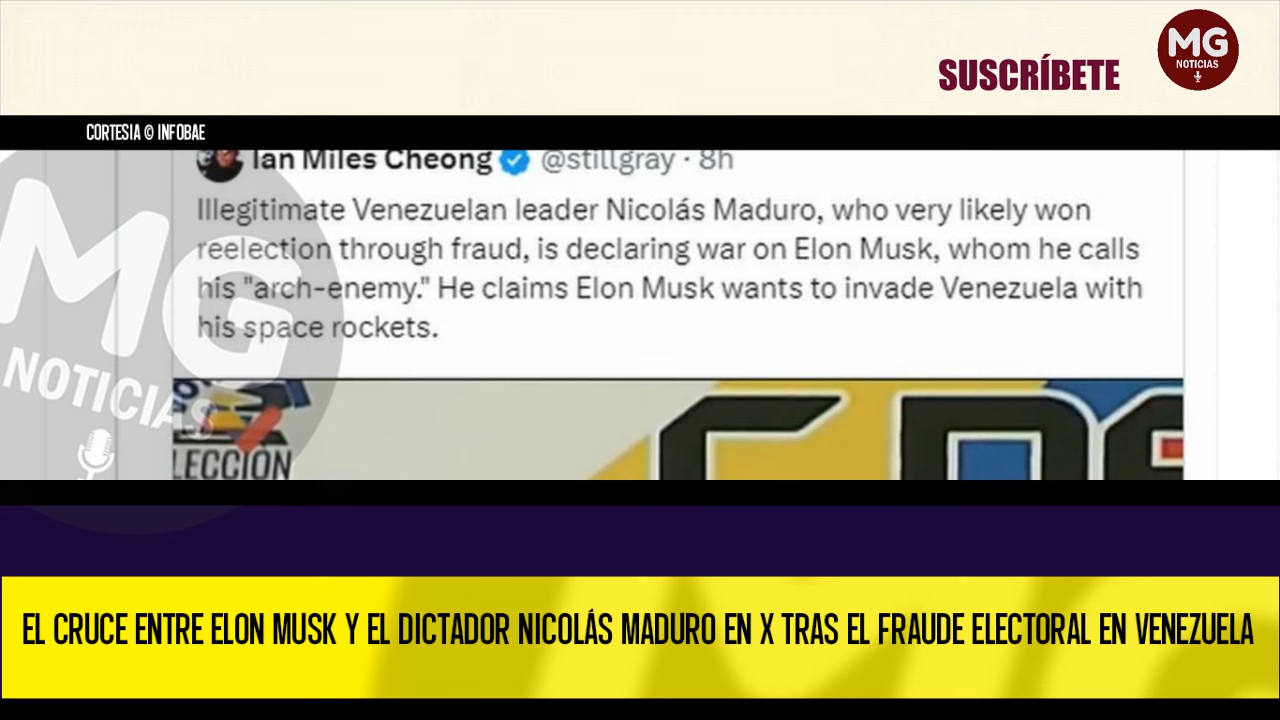 MG
NOTICIAS
SUSCRÍBETE
CORTESIA © INFOBAE
Ian Miles Cheong @stillgray · 8h
Illegitimate Venezuelan leader Nicolás Maduro, who very likely won
reelection through fraud, is declaring war on Elon Musk, whom he calls
his "arch-enemy." He claims Elon Musk wants to invade Venezuela with
his space rockets.
MG
NOTICIAS
LECCIÓN
EL CRUCE ENTRE ELON MUSK Y EL DICTADOR NICOLÁS MADURO EN X TRAS EL FRAUDE ELECTORAL EN VENEZUELA